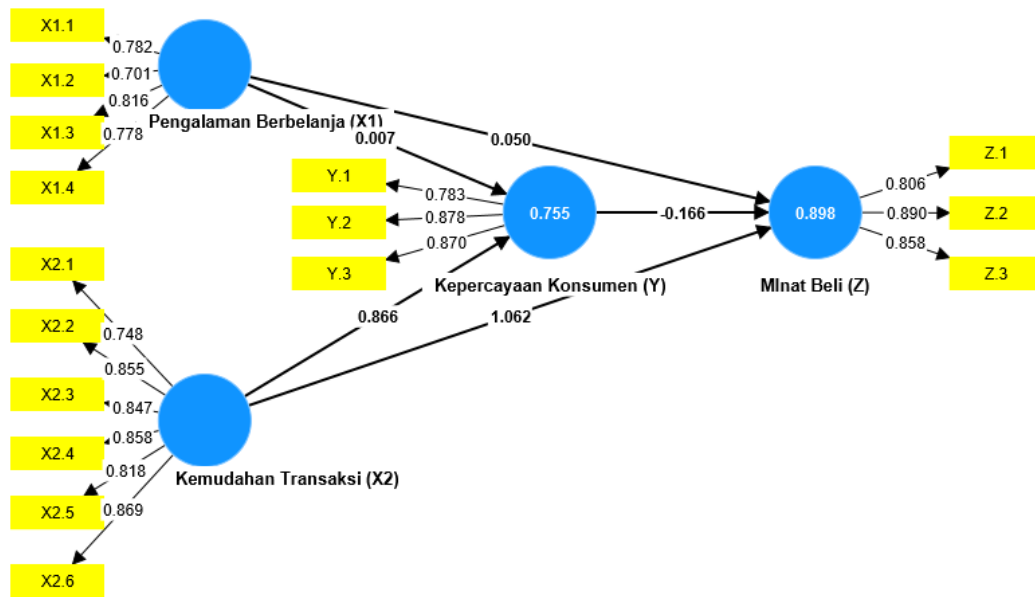 X1.1
0.782
X1.2
0.701
0.816
X1.3
0.778
X1.4
Pengalaman Berbelanja (X1)
0.007
0.050
Y.1
0.783
Y.2
0.878
Y.3
0.870
0.755
-0.166
0.898
Z.1
0.806
Z.2
0.890
0.858
Z.3
Kepercayaan Konsumen (Y)
MInat Beli (Z)
X2.1
0.748
X2.2
0.855
X2.3
0.847
0.858
X2.4
0.818
X2.5
0.869
X2.6
0.866
1.062
Kemudahan Transaksi (X2)